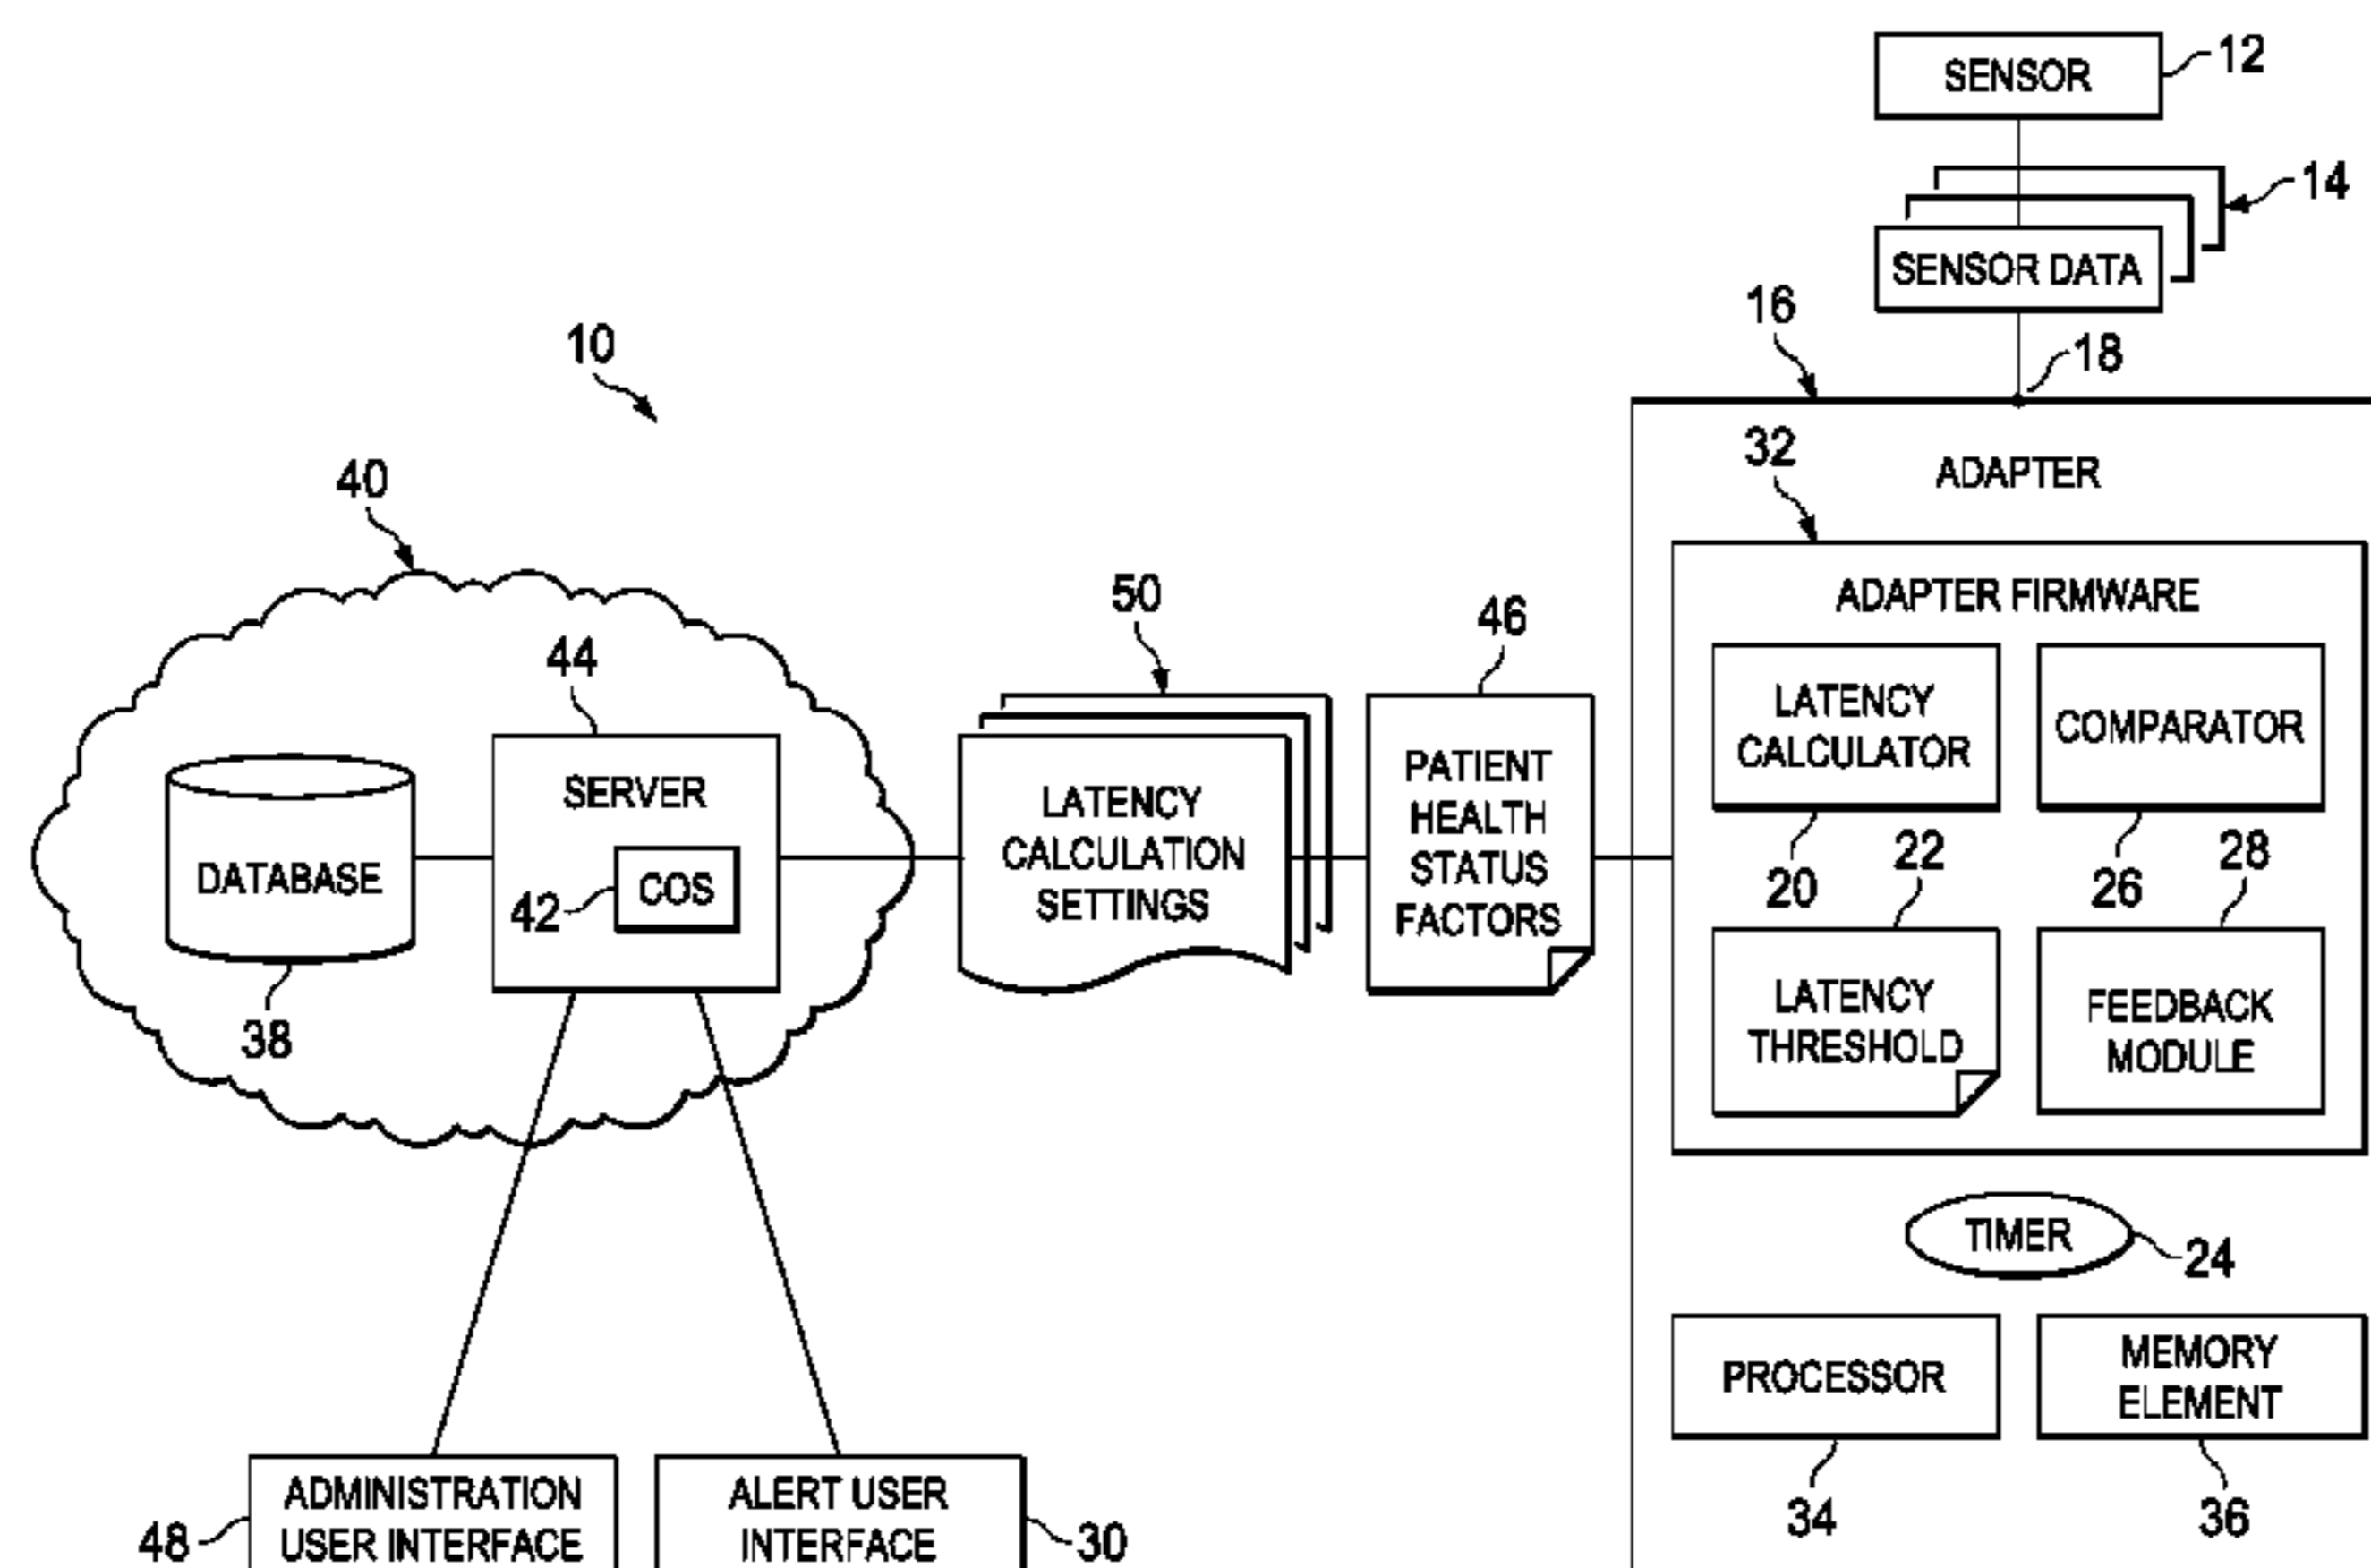 SENSOR
12
14
SENSOR DATA
16
18
10
32
ADAPTER
40
ADAPTER FIRMWARE
50
46
44
LATENCY
CALCULATOR
COMPARATOR
PATIENT
HEALTH
STATUS
FACTORS
SERVER
LATENCY
CALCULATION
SETTINGS
DATABASE
42
COS
20
22
26
28
38
LATENCY
THRESHOLD
FEEDBACK
MODULE
TIMER
24
PROCESSOR
MEMORY
ELEMENT
34
36
ADMINISTRATION
USER INTERFACE
48
ALERT USER
INTERFACE
30